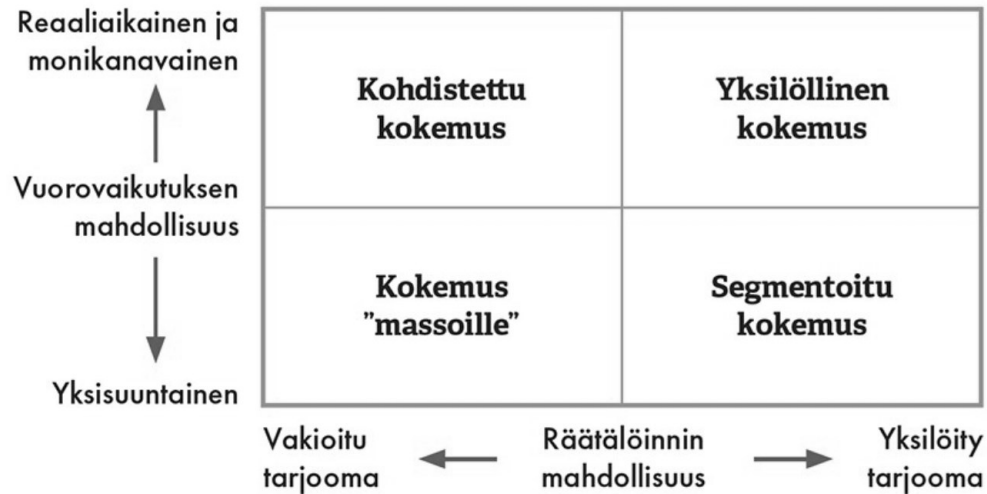 Reaaliaikainen ja
monikanavainen
Vuorovaikutuksen
mahdollisuus
Yksisuuntainen
Kohdistettu
kokemus
Yksilöllinen
kokemus
Kokemus
”massoille”
Segmentoitu
kokemus
Vakioitu
tarjooma
Räätälöinnin
mahdollisuus
Yksilöity
tarjooma